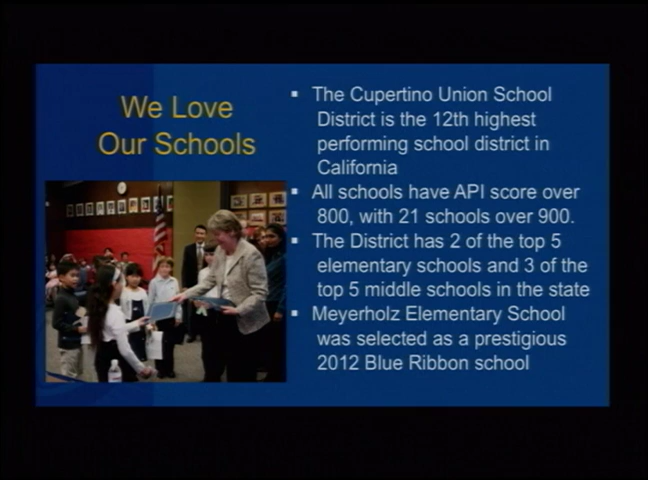 We Love
Our Schools
▪ The Cupertino Union School
District is the 12th highest
performing school district in
California
▪ All schools have API score over
800, with 21 schools over 900.
▪ The District has 2 of the top 5
elementary schools and 3 of the
top 5 middle schools in the state
▪ Meyerholz Elementary School
was selected as a prestigious
2012 Blue Ribbon school